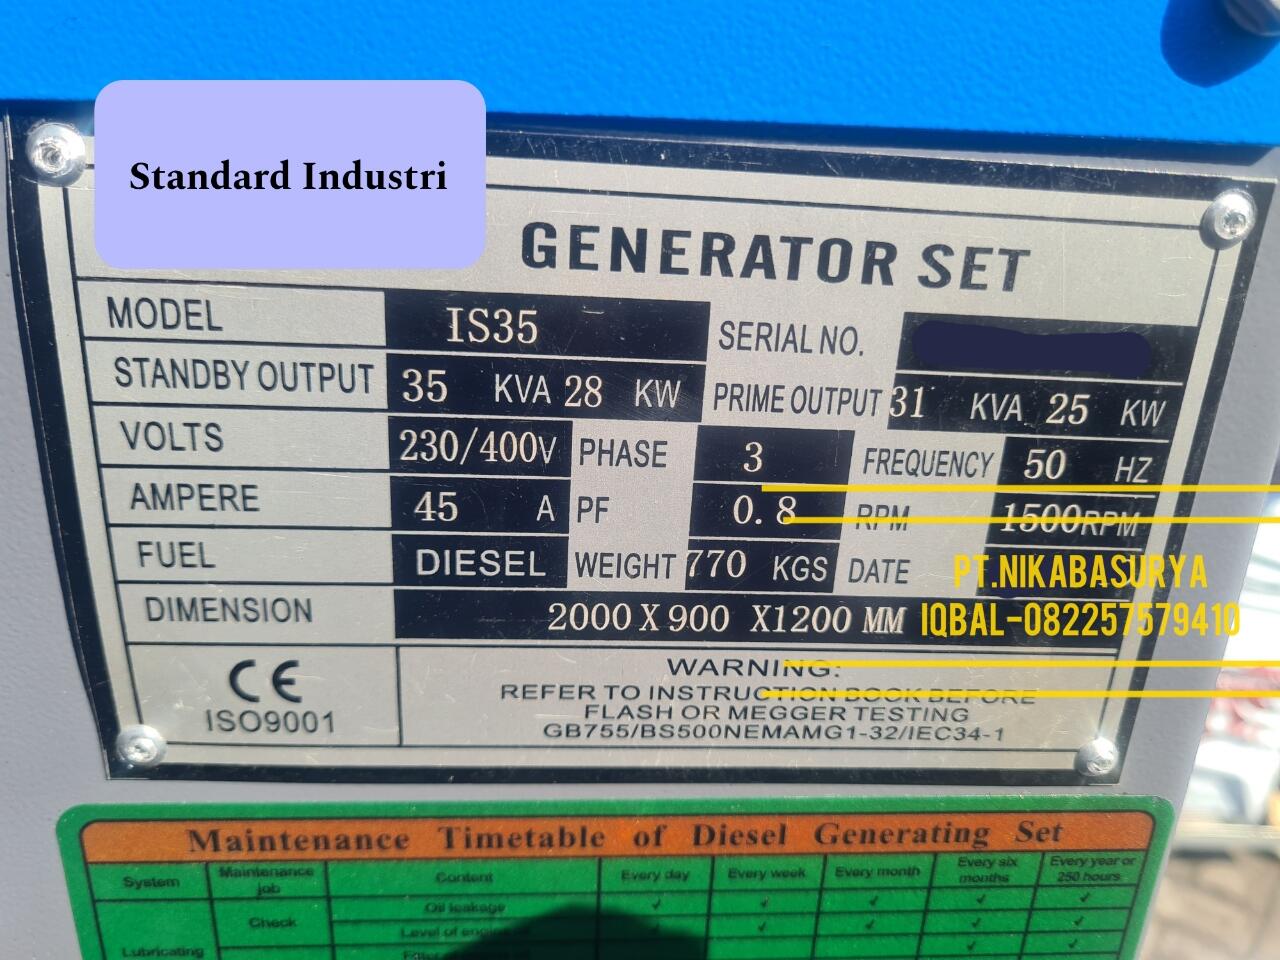 Standard Industri
GENERATOR SET
MODEL IS35 SERIAL NO.
STANDBY OUTPUT 35 KVA 28 KW PRIME OUTPUT 31 KVA 25 KW
VOLTS 230/400V PHASE 3 FREQUENCY 50 HZ
AMPERE 45 A PF 0.8 RPM 1500RPM
FUEL DIESEL WEIGHT 770 KGS DATE
PT.NIKABASURYA
DIMENSION 2000 X 900 X1200 MM
IQBAL-082257579410
CE
ISO9001
WARNING:
REFER TO INSTRUCTION BOOK BEFORE
FLASH OR MEGGER TESTING
GB755/BS500NEMAMG1-32/IEC34-1
Maintenance Timetable of Diesel Generating Set
System Maintenance job Content Every day Every week Every month Every six months Every year or 250 hours
Lubricating Check Oil leakage ✓ ✓ ✓ ✓ ✓
Level of engine ✓ ✓ ✓ ✓
✓ ✓